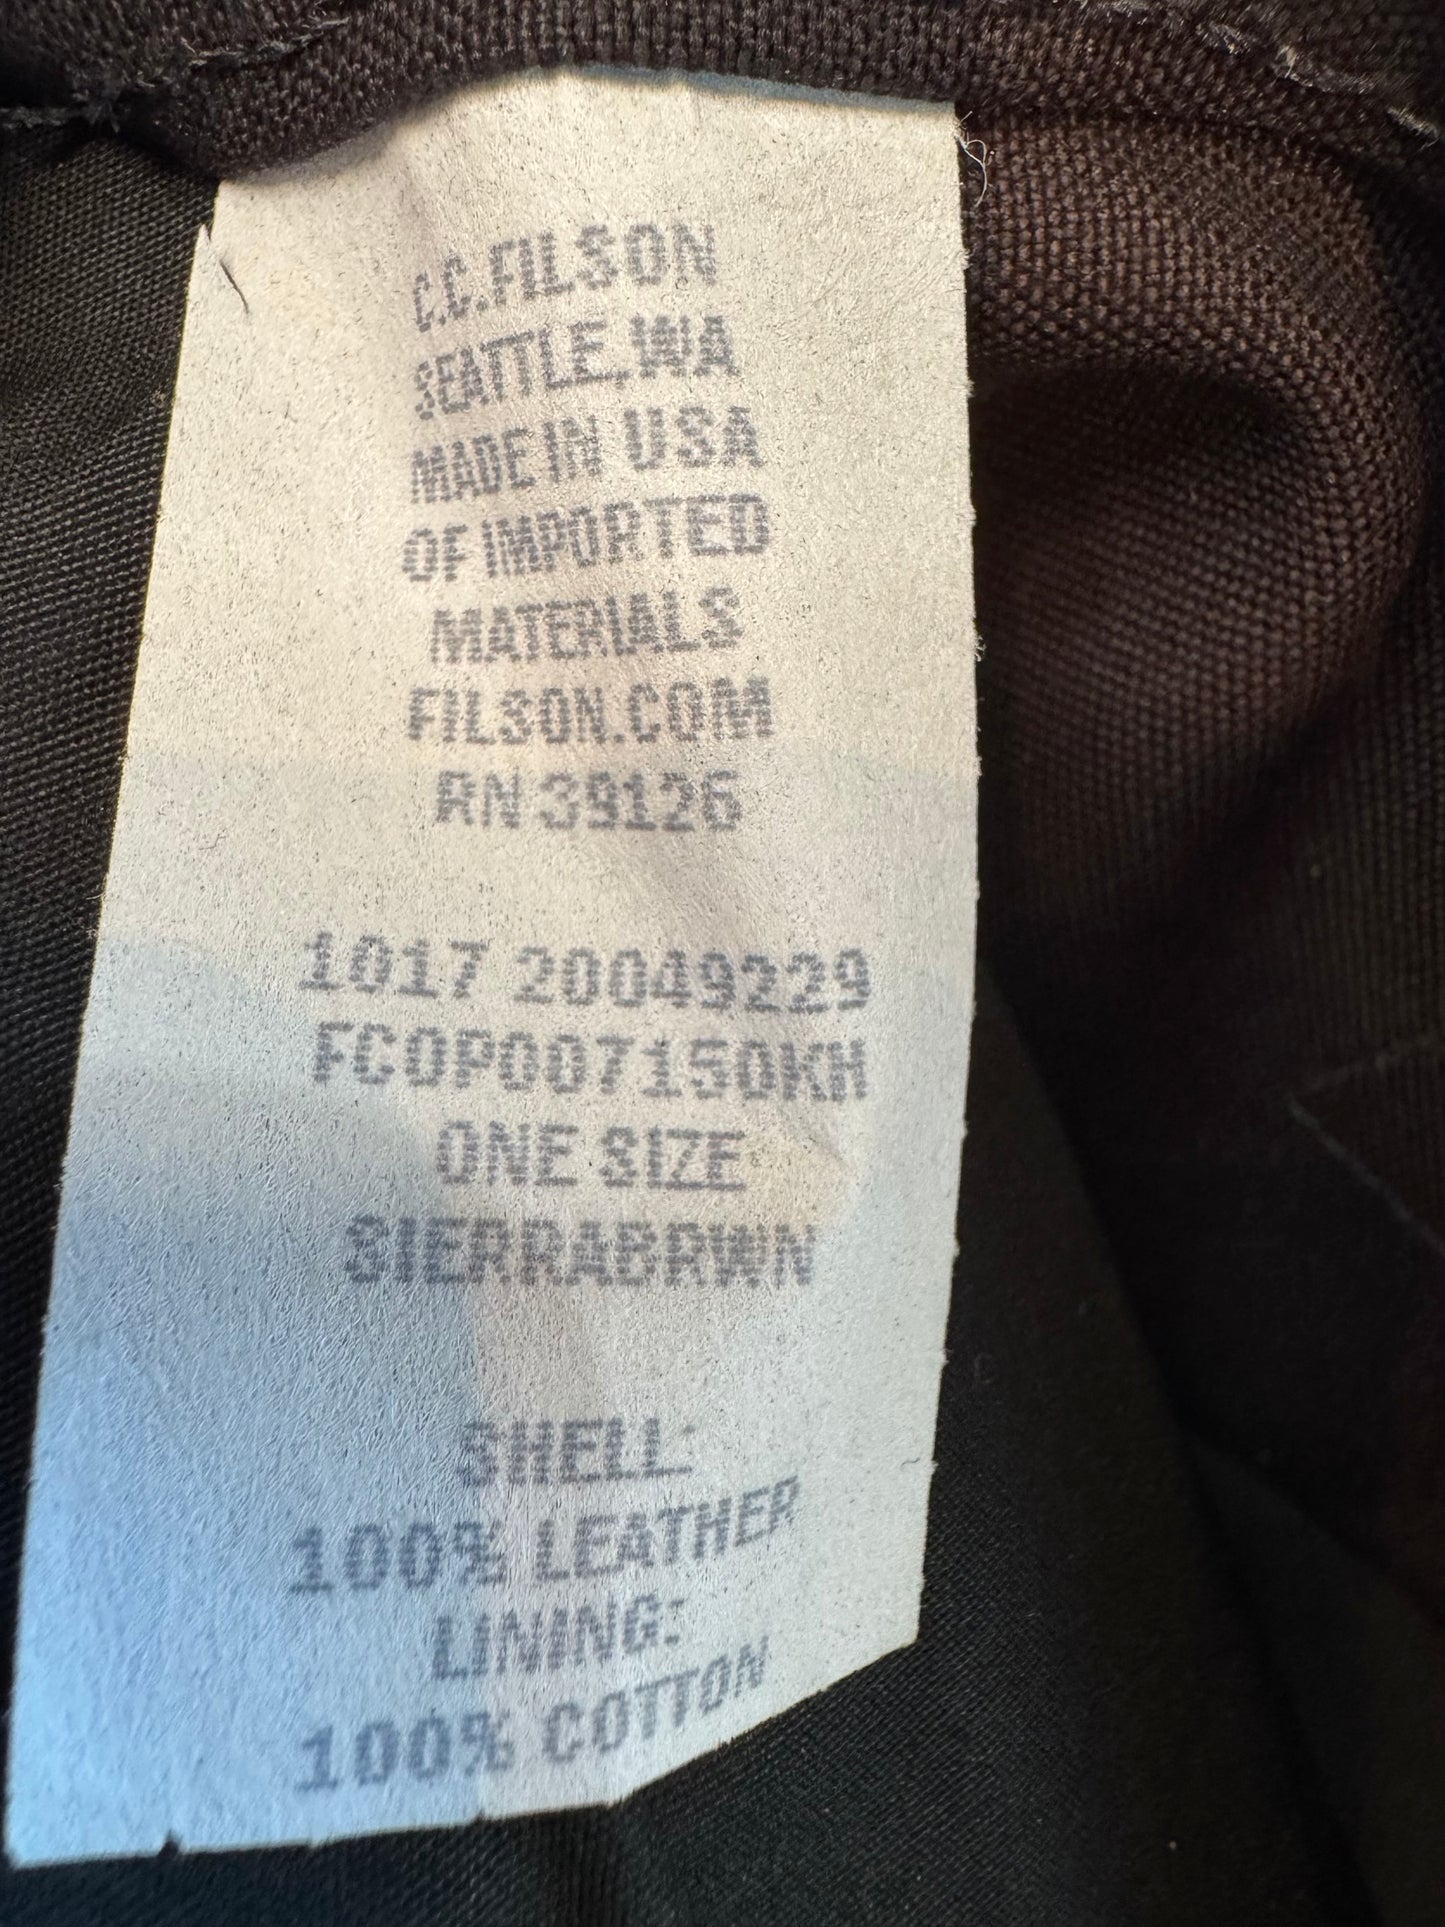 C.C.FILSON
SEATTLE,WA
MADE IN USA
OF IMPORTED
MATERIALS
FILSON.COM
RN 39126
1017 20049229
FCOP007150KH
ONE SIZE
SIERRABRWN
SHELL:
100% LEATHER
LINING:
100% COTTON